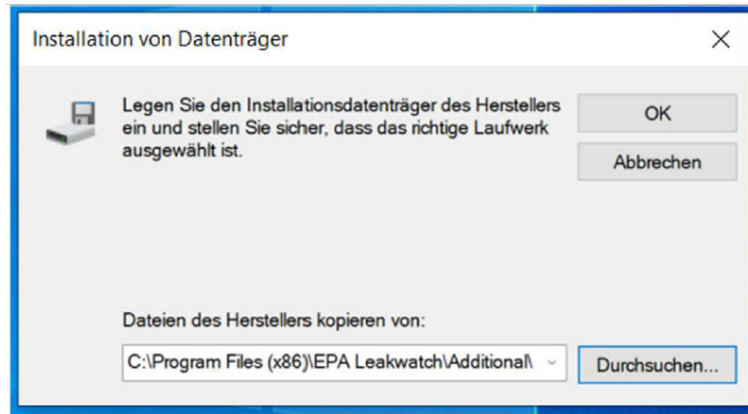 Installation von Datenträger
Legen Sie den Installationsdatenträger des Herstellers
ein und stellen Sie sicher, dass das richtige Laufwerk
ausgewählt ist.
OK
Abbrechen
Dateien des Herstellers kopieren von:
C:\Program Files (x86)\EPA Leakwatch\Additional\
Durchsuchen...